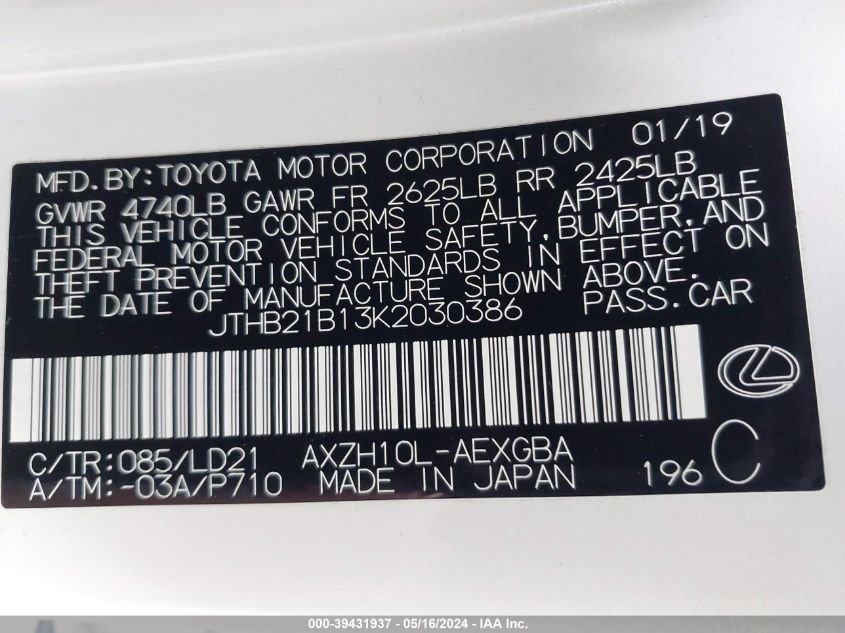 MFD.BY:TOYOTA MOTOR CORPORATION 01/19
GVWR 4740LB GAWR FR 2625LB RR 2425LB
THIS VEHICLE CONFORMS TO ALL APPLICABLE
FEDERAL MOTOR VEHICLE SAFETY,BUMPER,AND
THEFT PREVENTION STANDARDS IN EFFECT ON
THE DATE OF MANUFACTURE SHOWN ABOVE.
JTHB21B13K2030386 PASS.CAR
C/TR:085/LD21 AXZH10L-AEXGBA
A/TM:-03A/P710 MADE IN JAPAN 196 C
000-39431937 - 05/16/2024 - IAA Inc.